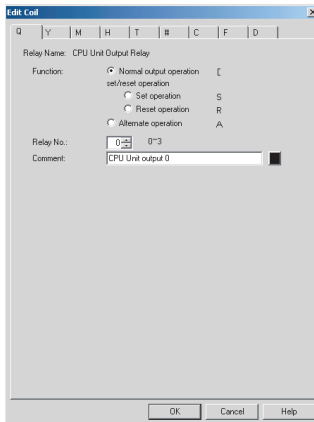 Edit Coil
Q Y M H T # C F D
Relay Name: CPU Unit Output Relay
Function: Normal output operation [
set/reset operation
Set operation S
Reset operation R
Alternate operation A
Relay No.: 0 0~3
Comment: CPU Unit output 0
OK Cancel Help